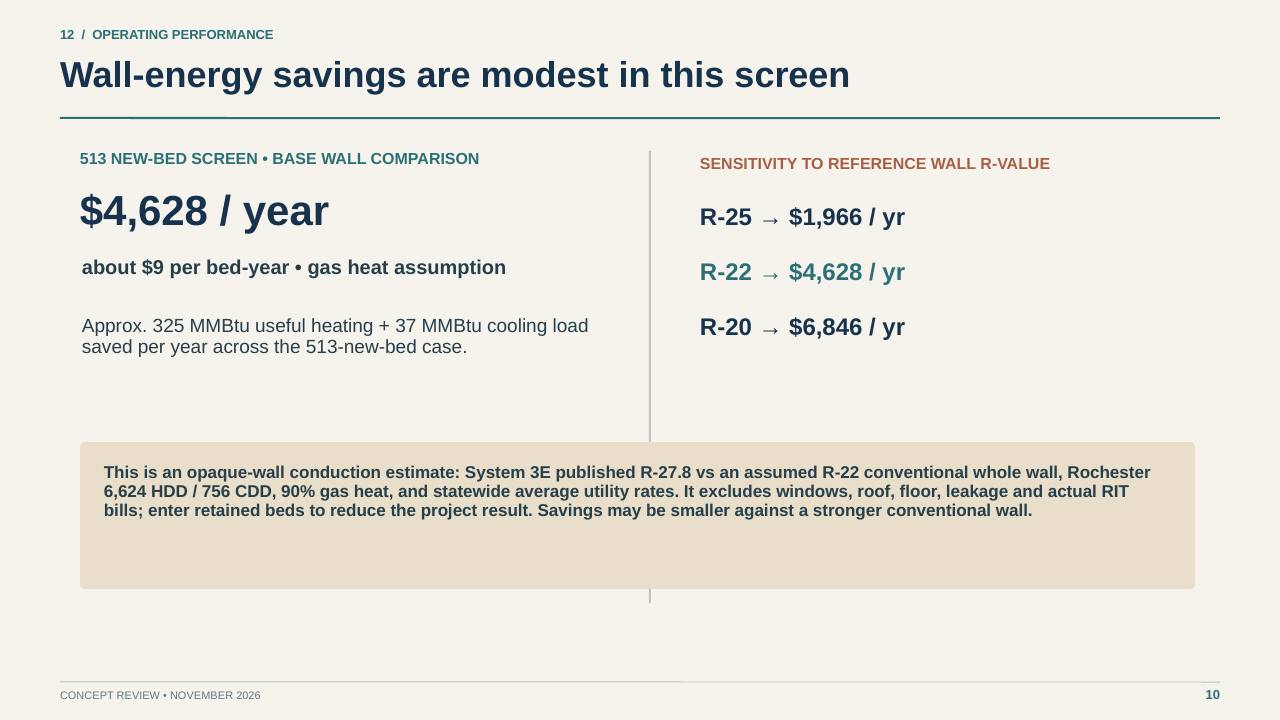 12 / OPERATING PERFORMANCE
Wall-energy savings are modest in this screen
513 NEW-BED SCREEN • BASE WALL COMPARISON
$4,628 / year
about $9 per bed-year • gas heat assumption
Approx. 325 MMBtu useful heating + 37 MMBtu cooling load
saved per year across the 513-new-bed case.
SENSITIVITY TO REFERENCE WALL R-VALUE
R-25 → $1,966 / yr
R-22 → $4,628 / yr
R-20 → $6,846 / yr
This is an opaque-wall conduction estimate: System 3E published R-27.8 vs an assumed R-22 conventional whole wall, Rochester
6,624 HDD / 756 CDD, 90% gas heat, and statewide average utility rates. It excludes windows, roof, floor, leakage and actual RIT
bills; enter retained beds to reduce the project result. Savings may be smaller against a stronger conventional wall.
CONCEPT REVIEW • NOVEMBER 2026
10